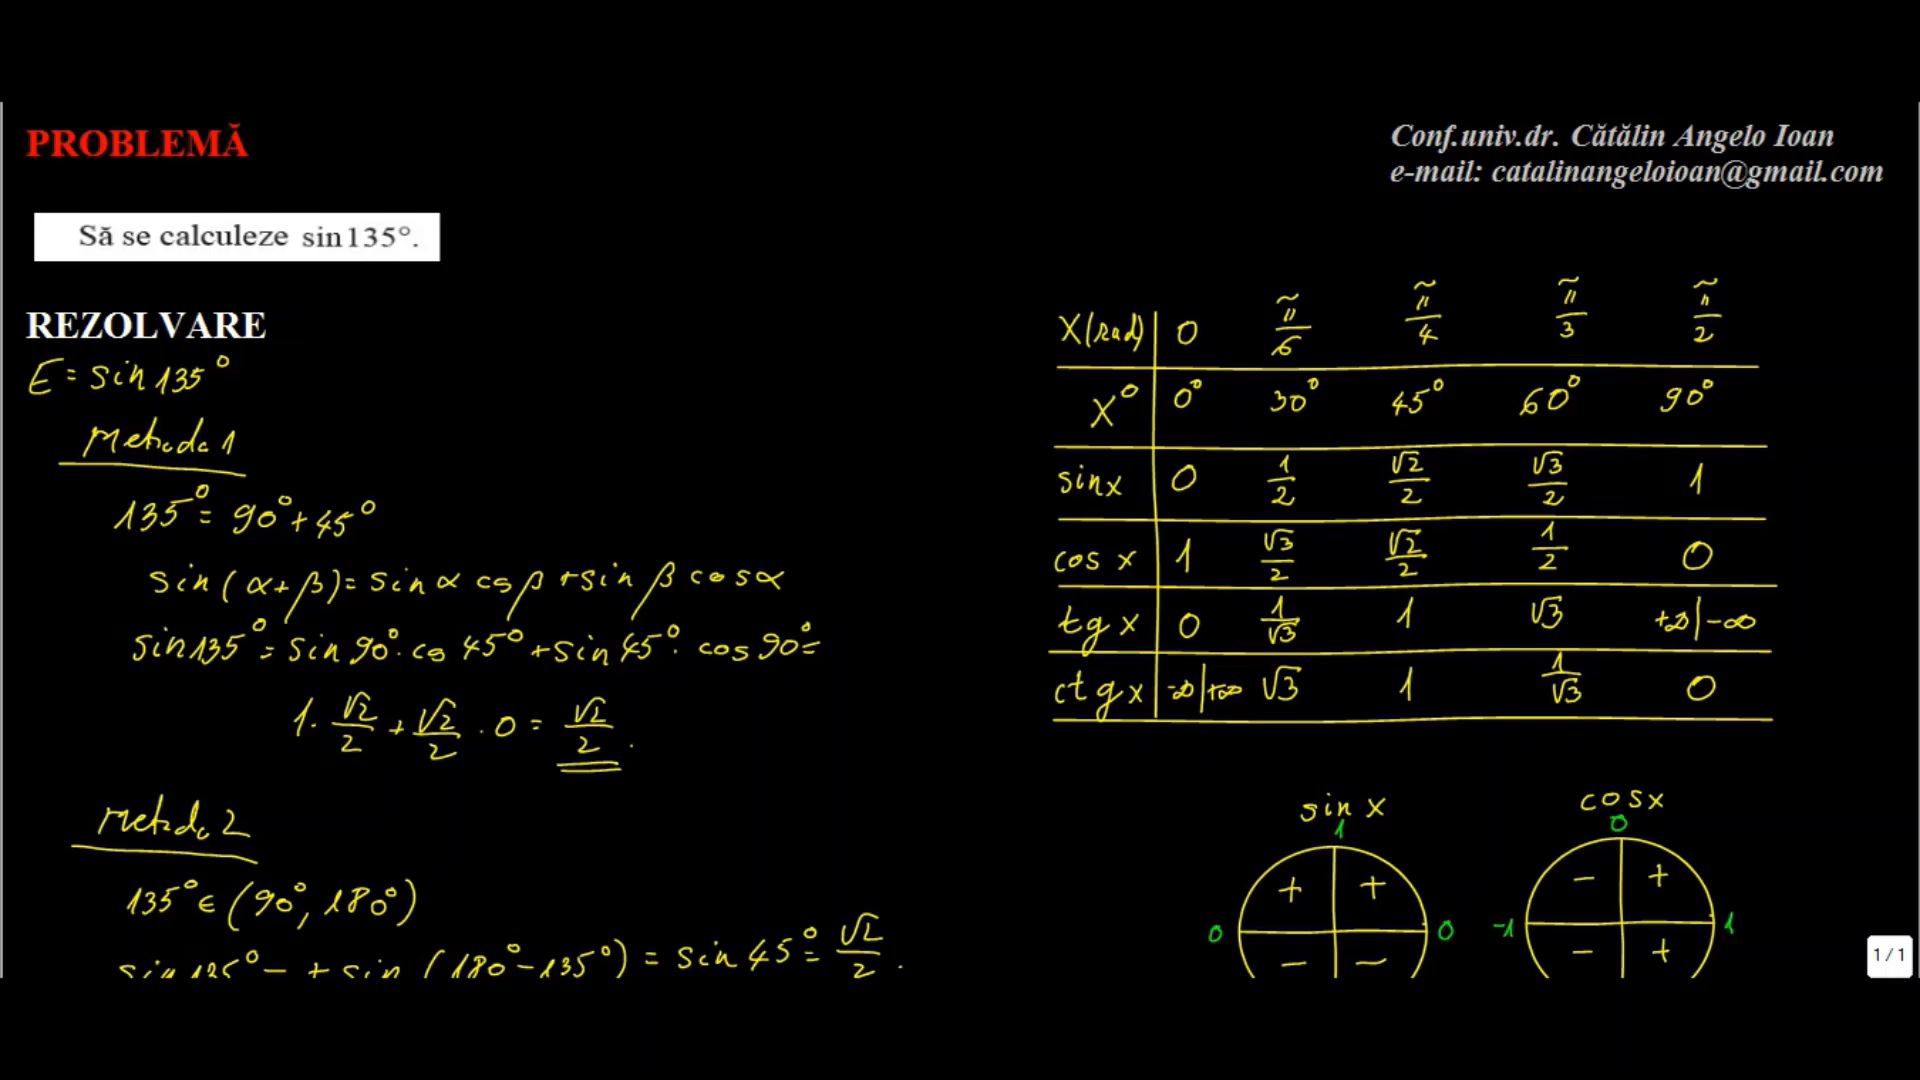 PROBLEMĂ
Conf.univ.dr. Cătălin Angelo Ioan
e-mail: catalinangeloioan@gmail.com
Să se calculeze sin135°.
REZOLVARE
E = sin 135°
Metoda 1
135° = 90° + 45°
sin(α+β) = sin α cos β + sin β cos α
sin 135° = sin 90° · cos 45° + sin 45° · cos 90° =
1 · √2/2 + √2/2 · 0 = √2/2 .
Metoda 2
135° ∈ (90°, 180°)
sin 135° = + sin (180° − 135°) = sin 45° = √2/2 .
x(rad) 0 π/6 π/4 π/3 π/2
x° 0° 30° 45° 60° 90°
sin x 0 1/2 √2/2 √3/2 1
cos x 1 √3/2 √2/2 1/2 0
tg x 0 1/√3 1 √3 +∞|−∞
ctg x −∞|+∞ √3 1 1/√3 0
sin x
1
+ +
0 0
− −
cos x
0
− +
-1 1
− +
1 / 1